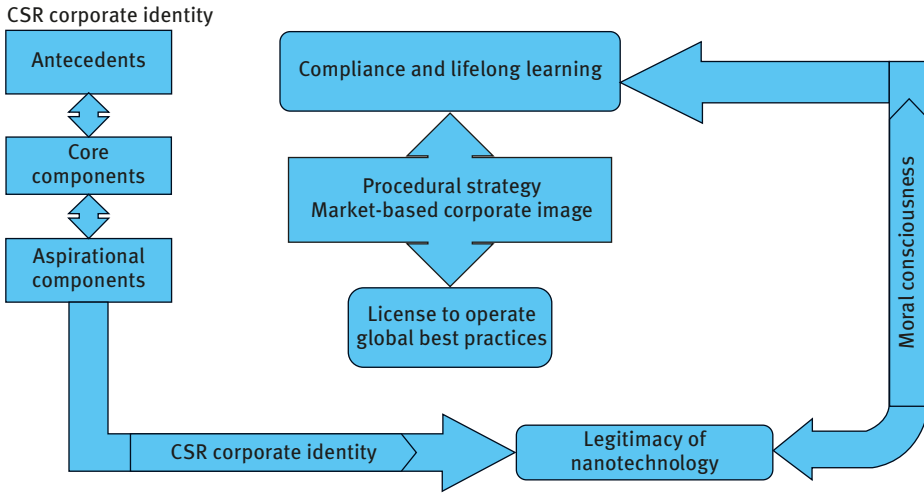 CSR corporate identity
Antecedents
Core
components
Aspirational
components
Compliance and lifelong learning
Procedural strategy
Market-based corporate image
License to operate
global best practices
Moral consciousness
CSR corporate identity
Legitimacy of
nanotechnology